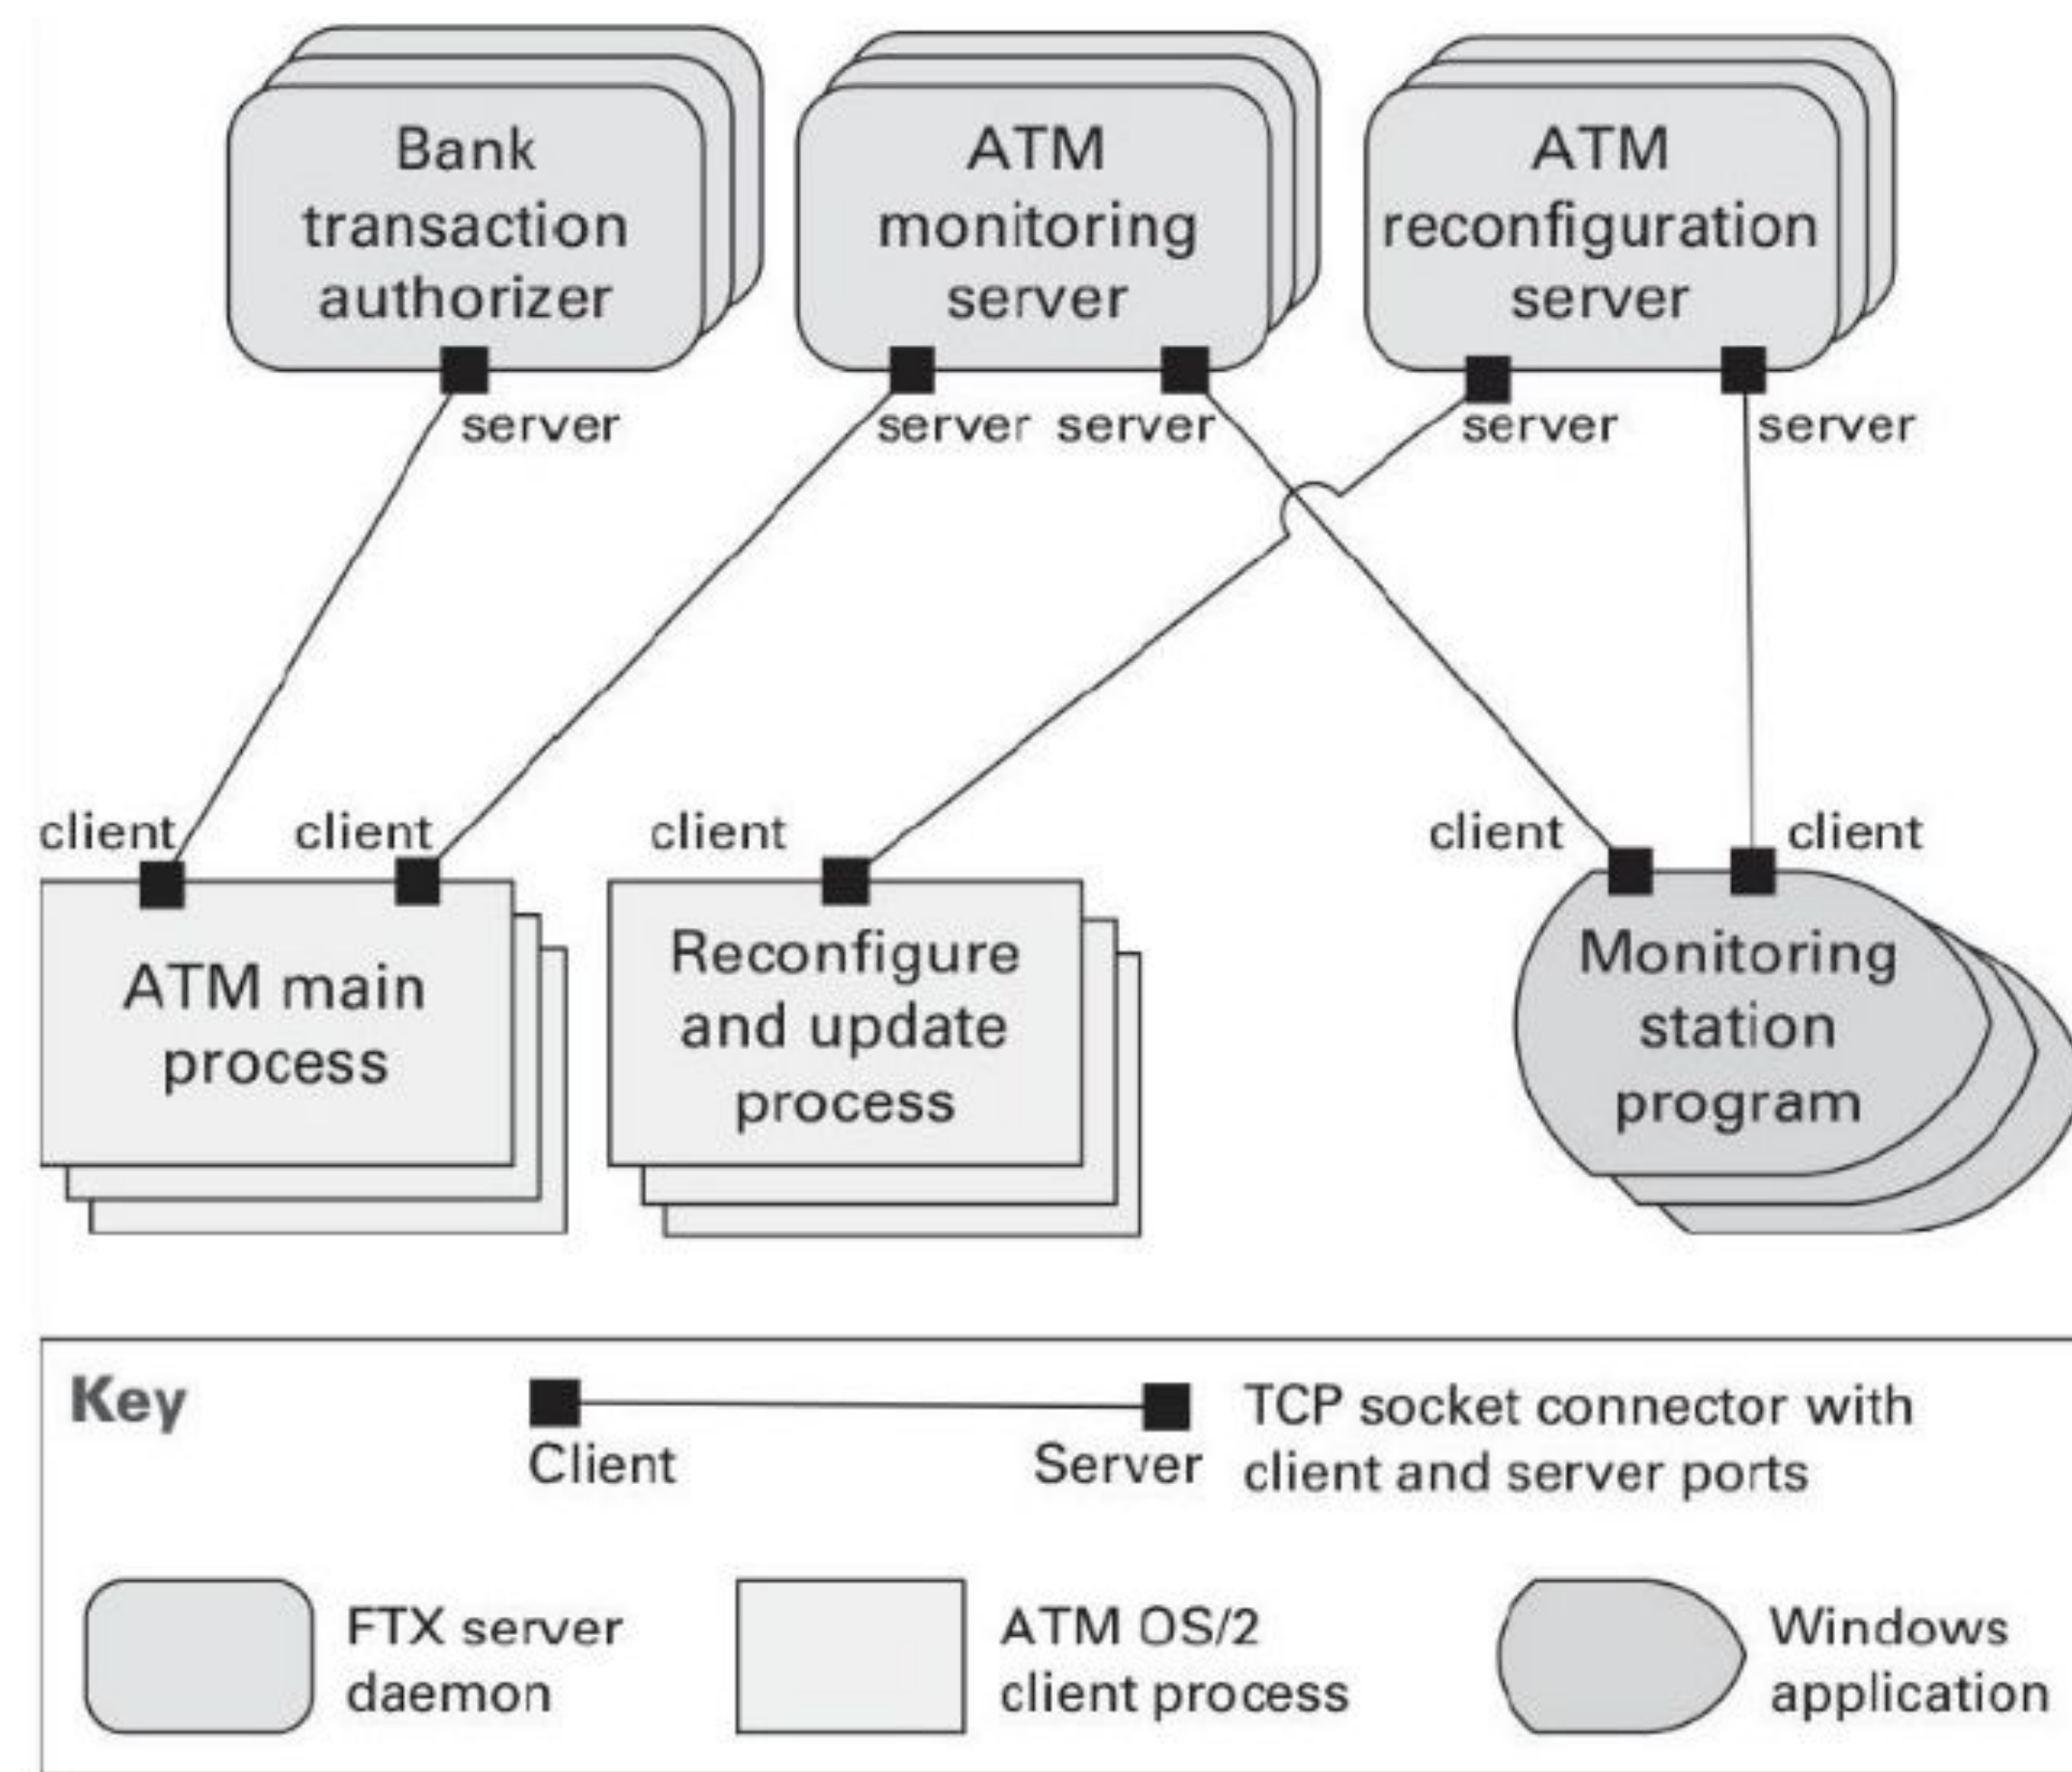 Bank
transaction
authorizer
ATM
monitoring
server
ATM
reconfiguration
server
server
server
server
server
server
client
client
client
client
client
ATM main
process
Reconfigure
and update
process
Monitoring
station
program
Key
Client
Server
TCP socket connector with
client and server ports
FTX server
daemon
ATM OS/2
client process
Windows
application